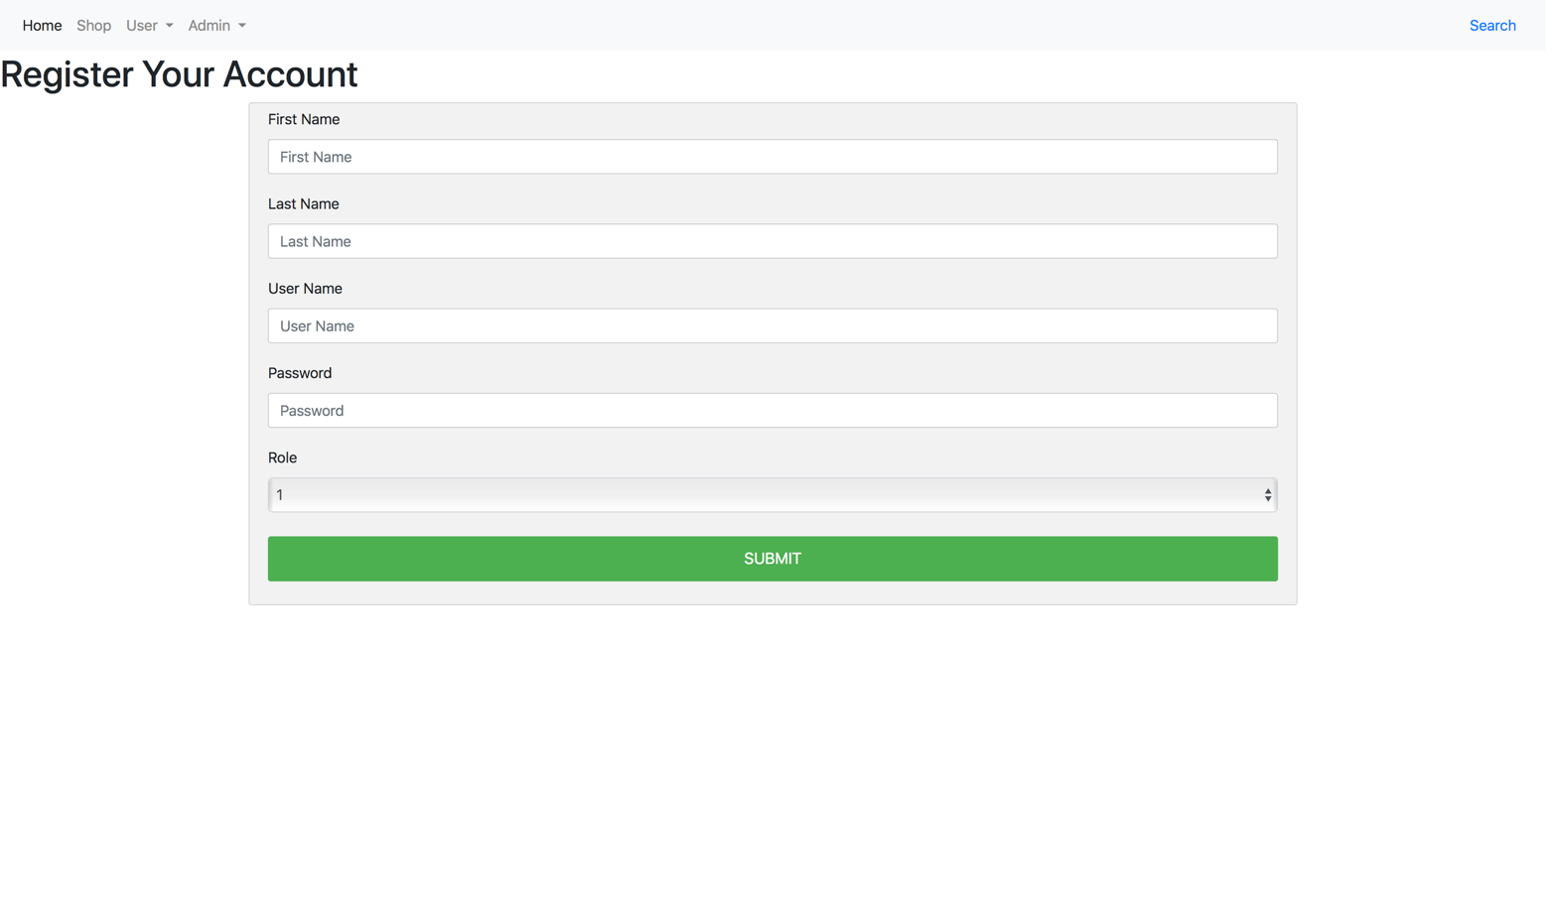 Home Shop User Admin Search
Register Your Account
First Name
First Name
Last Name
Last Name
User Name
User Name
Password
Password
Role
1
SUBMIT